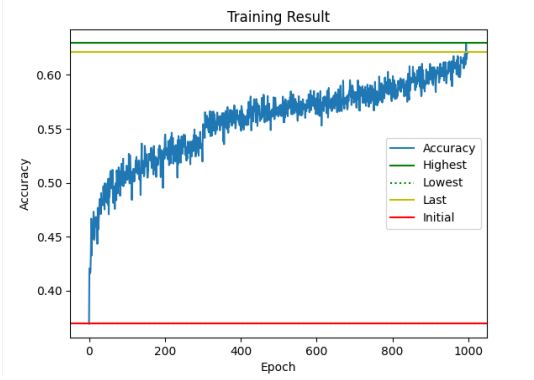 Training Result
Accuracy
0.60
0.55
0.50
0.45
0.40
Accuracy
Highest
Lowest
Last
Initial
0
200
400
600
800
1000
Epoch